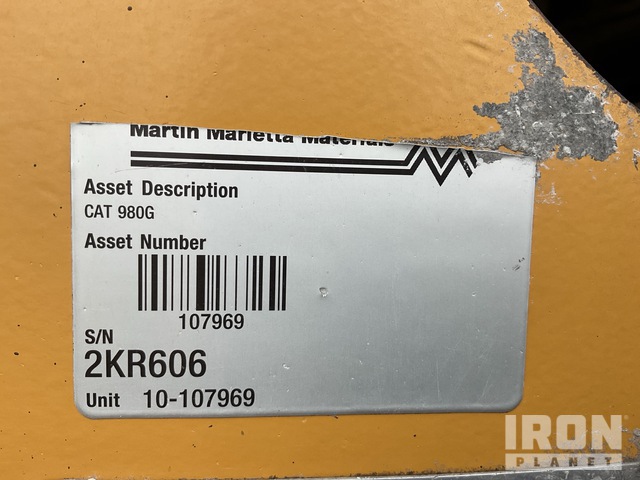 Martin Marietta Materials
Asset Description
CAT 980G
Asset Number
107969
S/N
2KR606
Unit 10-107969
IRON
PLANET